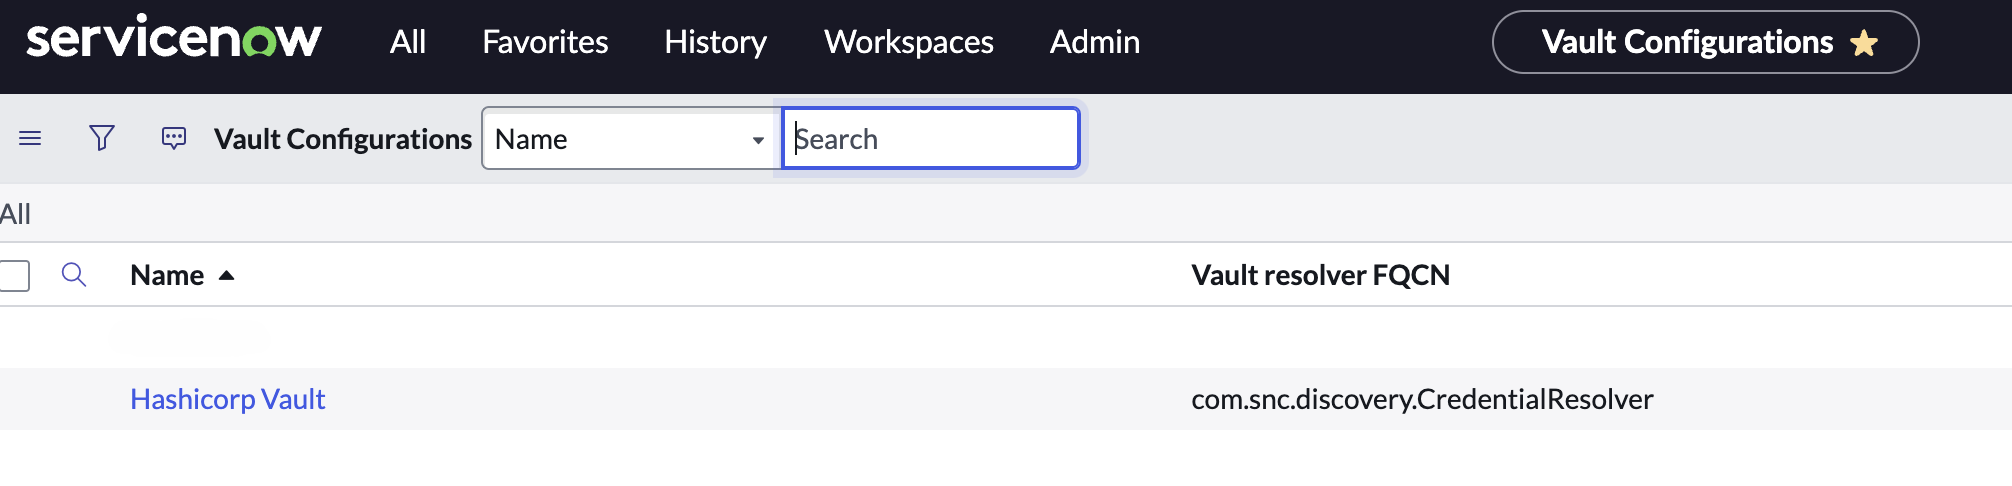 servicenow All Favorites History Workspaces Admin Vault Configurations
Vault Configurations Name Search
All
Name Vault resolver FQCN
Hashicorp Vault com.snc.discovery.CredentialResolver